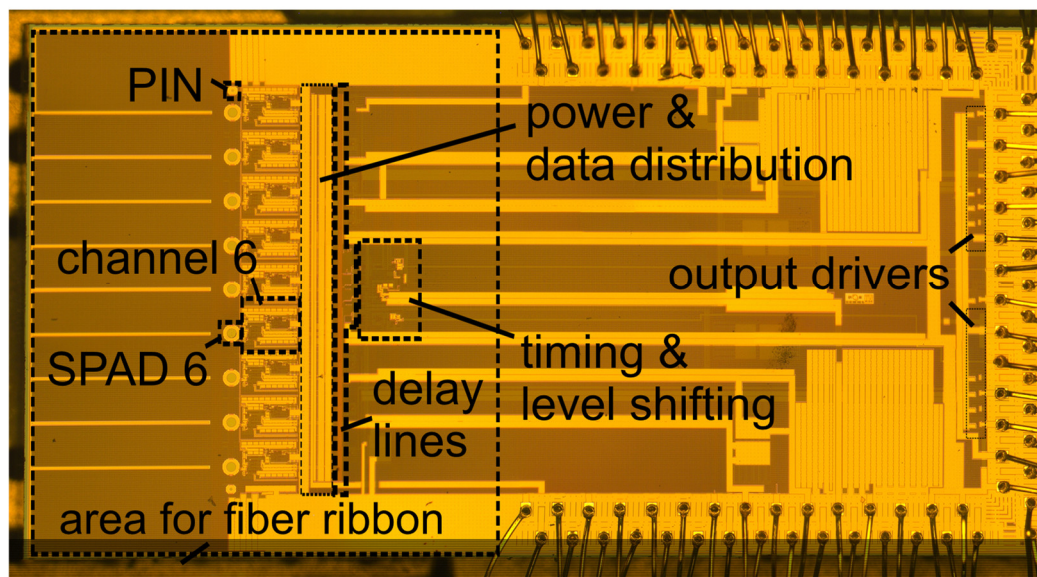 PIN
power &
data distribution
channel 6
output drivers
SPAD 6
timing &
level shifting
delay
lines
area for fiber ribbon